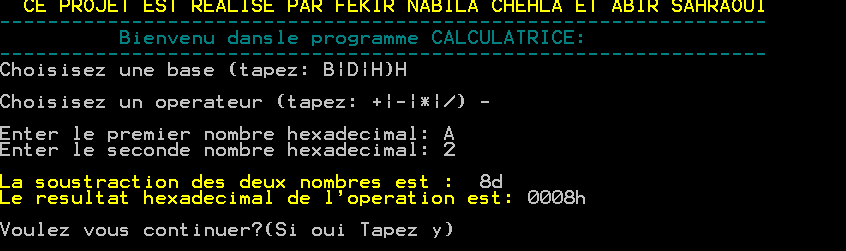 CE PROJET EST REALISE PAR FEKIR NABILA CHEHLA ET ABIR SAHRAOUI
------------------------------------------------------------------
Bienvenu dansle programme CALCULATRICE:
------------------------------------------------------------------
Choisisez une base (tapez: B|D|H)H
Choisisez un operateur (tapez: +|-|*|/) -
Enter le premier nombre hexadecimal: A
Enter le seconde nombre hexadecimal: 2
La soustraction des deux nombres est :  8d
Le resultat hexadecimal de l'operation est: 0008h
Voulez vous continuer?(Si oui Tapez y)